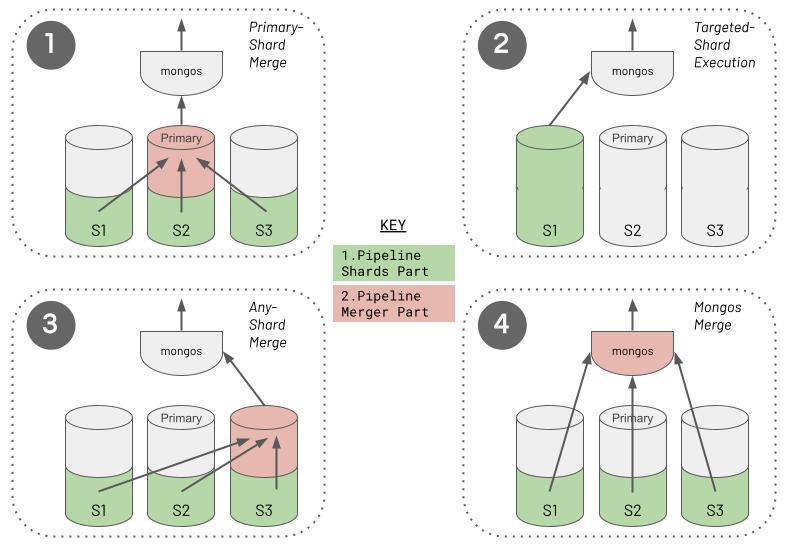 1
Primary-
Shard
Merge
mongos
Primary
S1
S2
S3
2
Targeted-
Shard
Execution
mongos
Primary
S1
S2
S3
KEY
1.Pipeline
Shards Part
2.Pipeline
Merger Part
3
Any-
Shard
Merge
mongos
Primary
S1
S2
S3
4
Mongos
Merge
mongos
Primary
S1
S2
S3